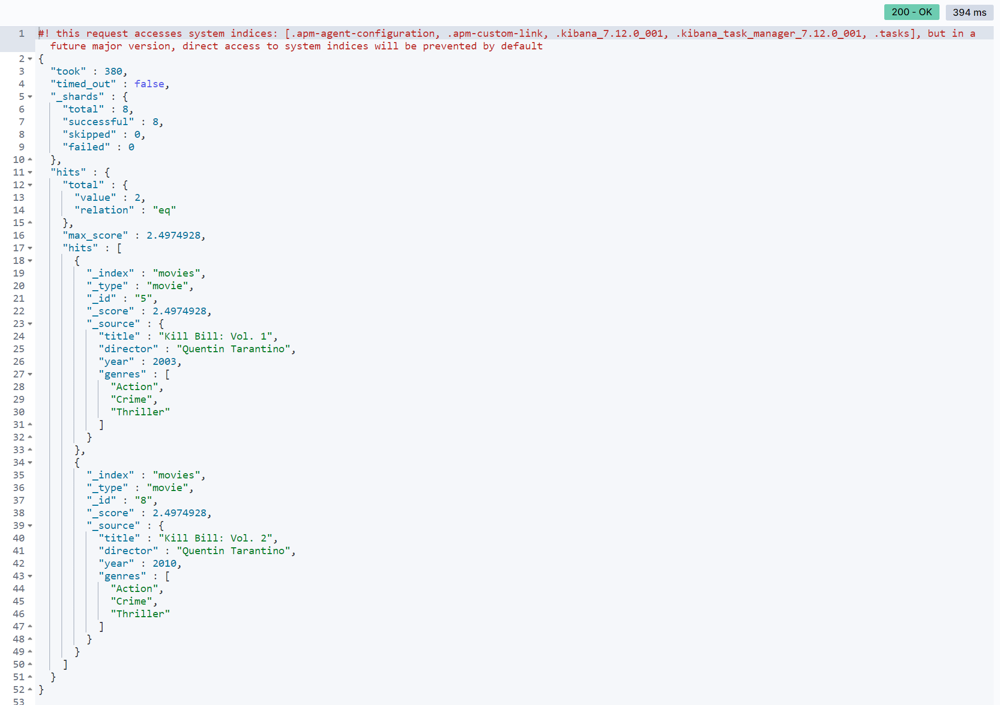 200 - OK 394 ms
1 #! this request accesses system indices: [.apm-agent-configuration, .apm-custom-link, .kibana_7.12.0_001, .kibana_task_manager_7.12.0_001, .tasks], but in a
future major version, direct access to system indices will be prevented by default
2 {
3 "took" : 380,
4 "timed_out" : false,
5 "_shards" : {
6 "total" : 8,
7 "successful" : 8,
8 "skipped" : 0,
9 "failed" : 0
10 },
11 "hits" : {
12 "total" : {
13 "value" : 2,
14 "relation" : "eq"
15 },
16 "max_score" : 2.4974928,
17 "hits" : [
18 {
19 "_index" : "movies",
20 "_type" : "movie",
21 "_id" : "5",
22 "_score" : 2.4974928,
23 "_source" : {
24 "title" : "Kill Bill: Vol. 1",
25 "director" : "Quentin Tarantino",
26 "year" : 2003,
27 "genres" : [
28 "Action",
29 "Crime",
30 "Thriller"
31 ]
32 }
33 },
34 {
35 "_index" : "movies",
36 "_type" : "movie",
37 "_id" : "8",
38 "_score" : 2.4974928,
39 "_source" : {
40 "title" : "Kill Bill: Vol. 2",
41 "director" : "Quentin Tarantino",
42 "year" : 2010,
43 "genres" : [
44 "Action",
45 "Crime",
46 "Thriller"
47 ]
48 }
49 }
50 ]
51 }
52 }
53